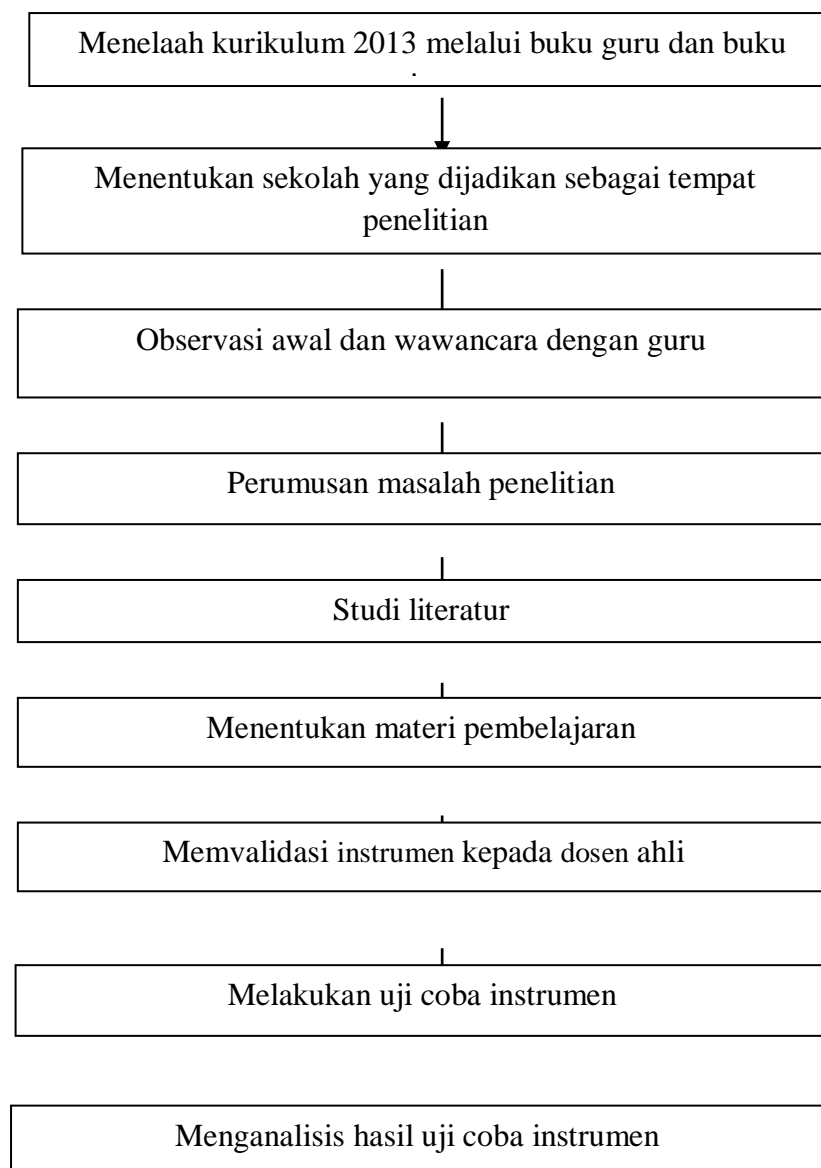 Menelaah kurikulum 2013 melalui buku guru dan buku
Menentukan sekolah yang dijadikan sebagai tempat
penelitian
Observasi awal dan wawancara dengan guru
Perumusan masalah penelitian
Studi literatur
Menentukan materi pembelajaran
Memvalidasi instrumen kepada dosen ahli
Melakukan uji coba instrumen
Menganalisis hasil uji coba instrumen